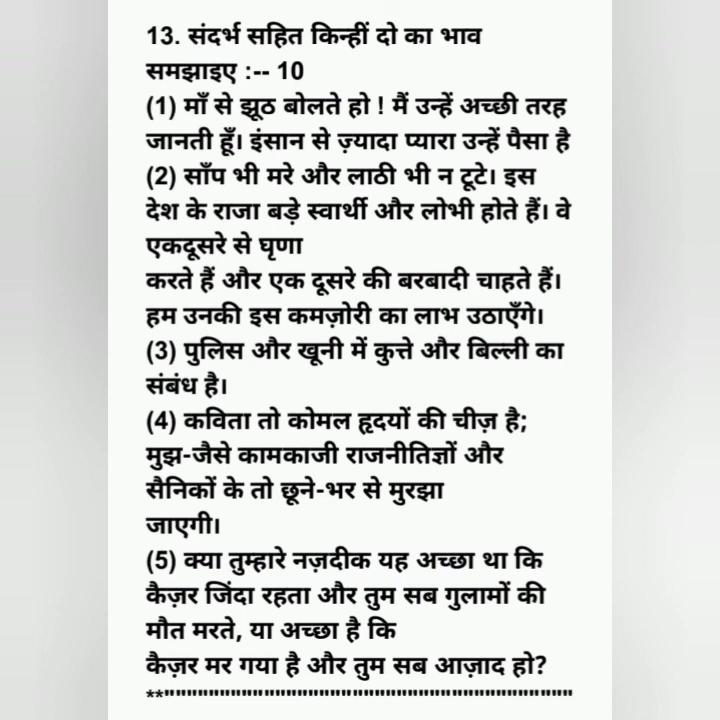 13. संदर्भ सहित किन्हीं दो का भाव
समझाइए :-- 10
(1) माँ से झूठ बोलते हो ! मैं उन्हें अच्छी तरह
जानती हूँ। इंसान से ज़्यादा प्यारा उन्हें पैसा है
(2) साँप भी मरे और लाठी भी न टूटे। इस
देश के राजा बड़े स्वार्थी और लोभी होते हैं। वे
एकदूसरे से घृणा
करते हैं और एक दूसरे की बरबादी चाहते हैं।
हम उनकी इस कमज़ोरी का लाभ उठाएँगे।
(3) पुलिस और खूनी में कुत्ते और बिल्ली का
संबंध है।
(4) कविता तो कोमल हृदयों की चीज़ है;
मुझ-जैसे कामकाजी राजनीतिज्ञों और
सैनिकों के तो छूने-भर से मुरझा
जाएगी।
(5) क्या तुम्हारे नज़दीक यह अच्छा था कि
कैज़र जिंदा रहता और तुम सब गुलामों की
मौत मरते, या अच्छा है कि
कैज़र मर गया है और तुम सब आज़ाद हो?
**"""""""""""""""""""""""""""""""""""""